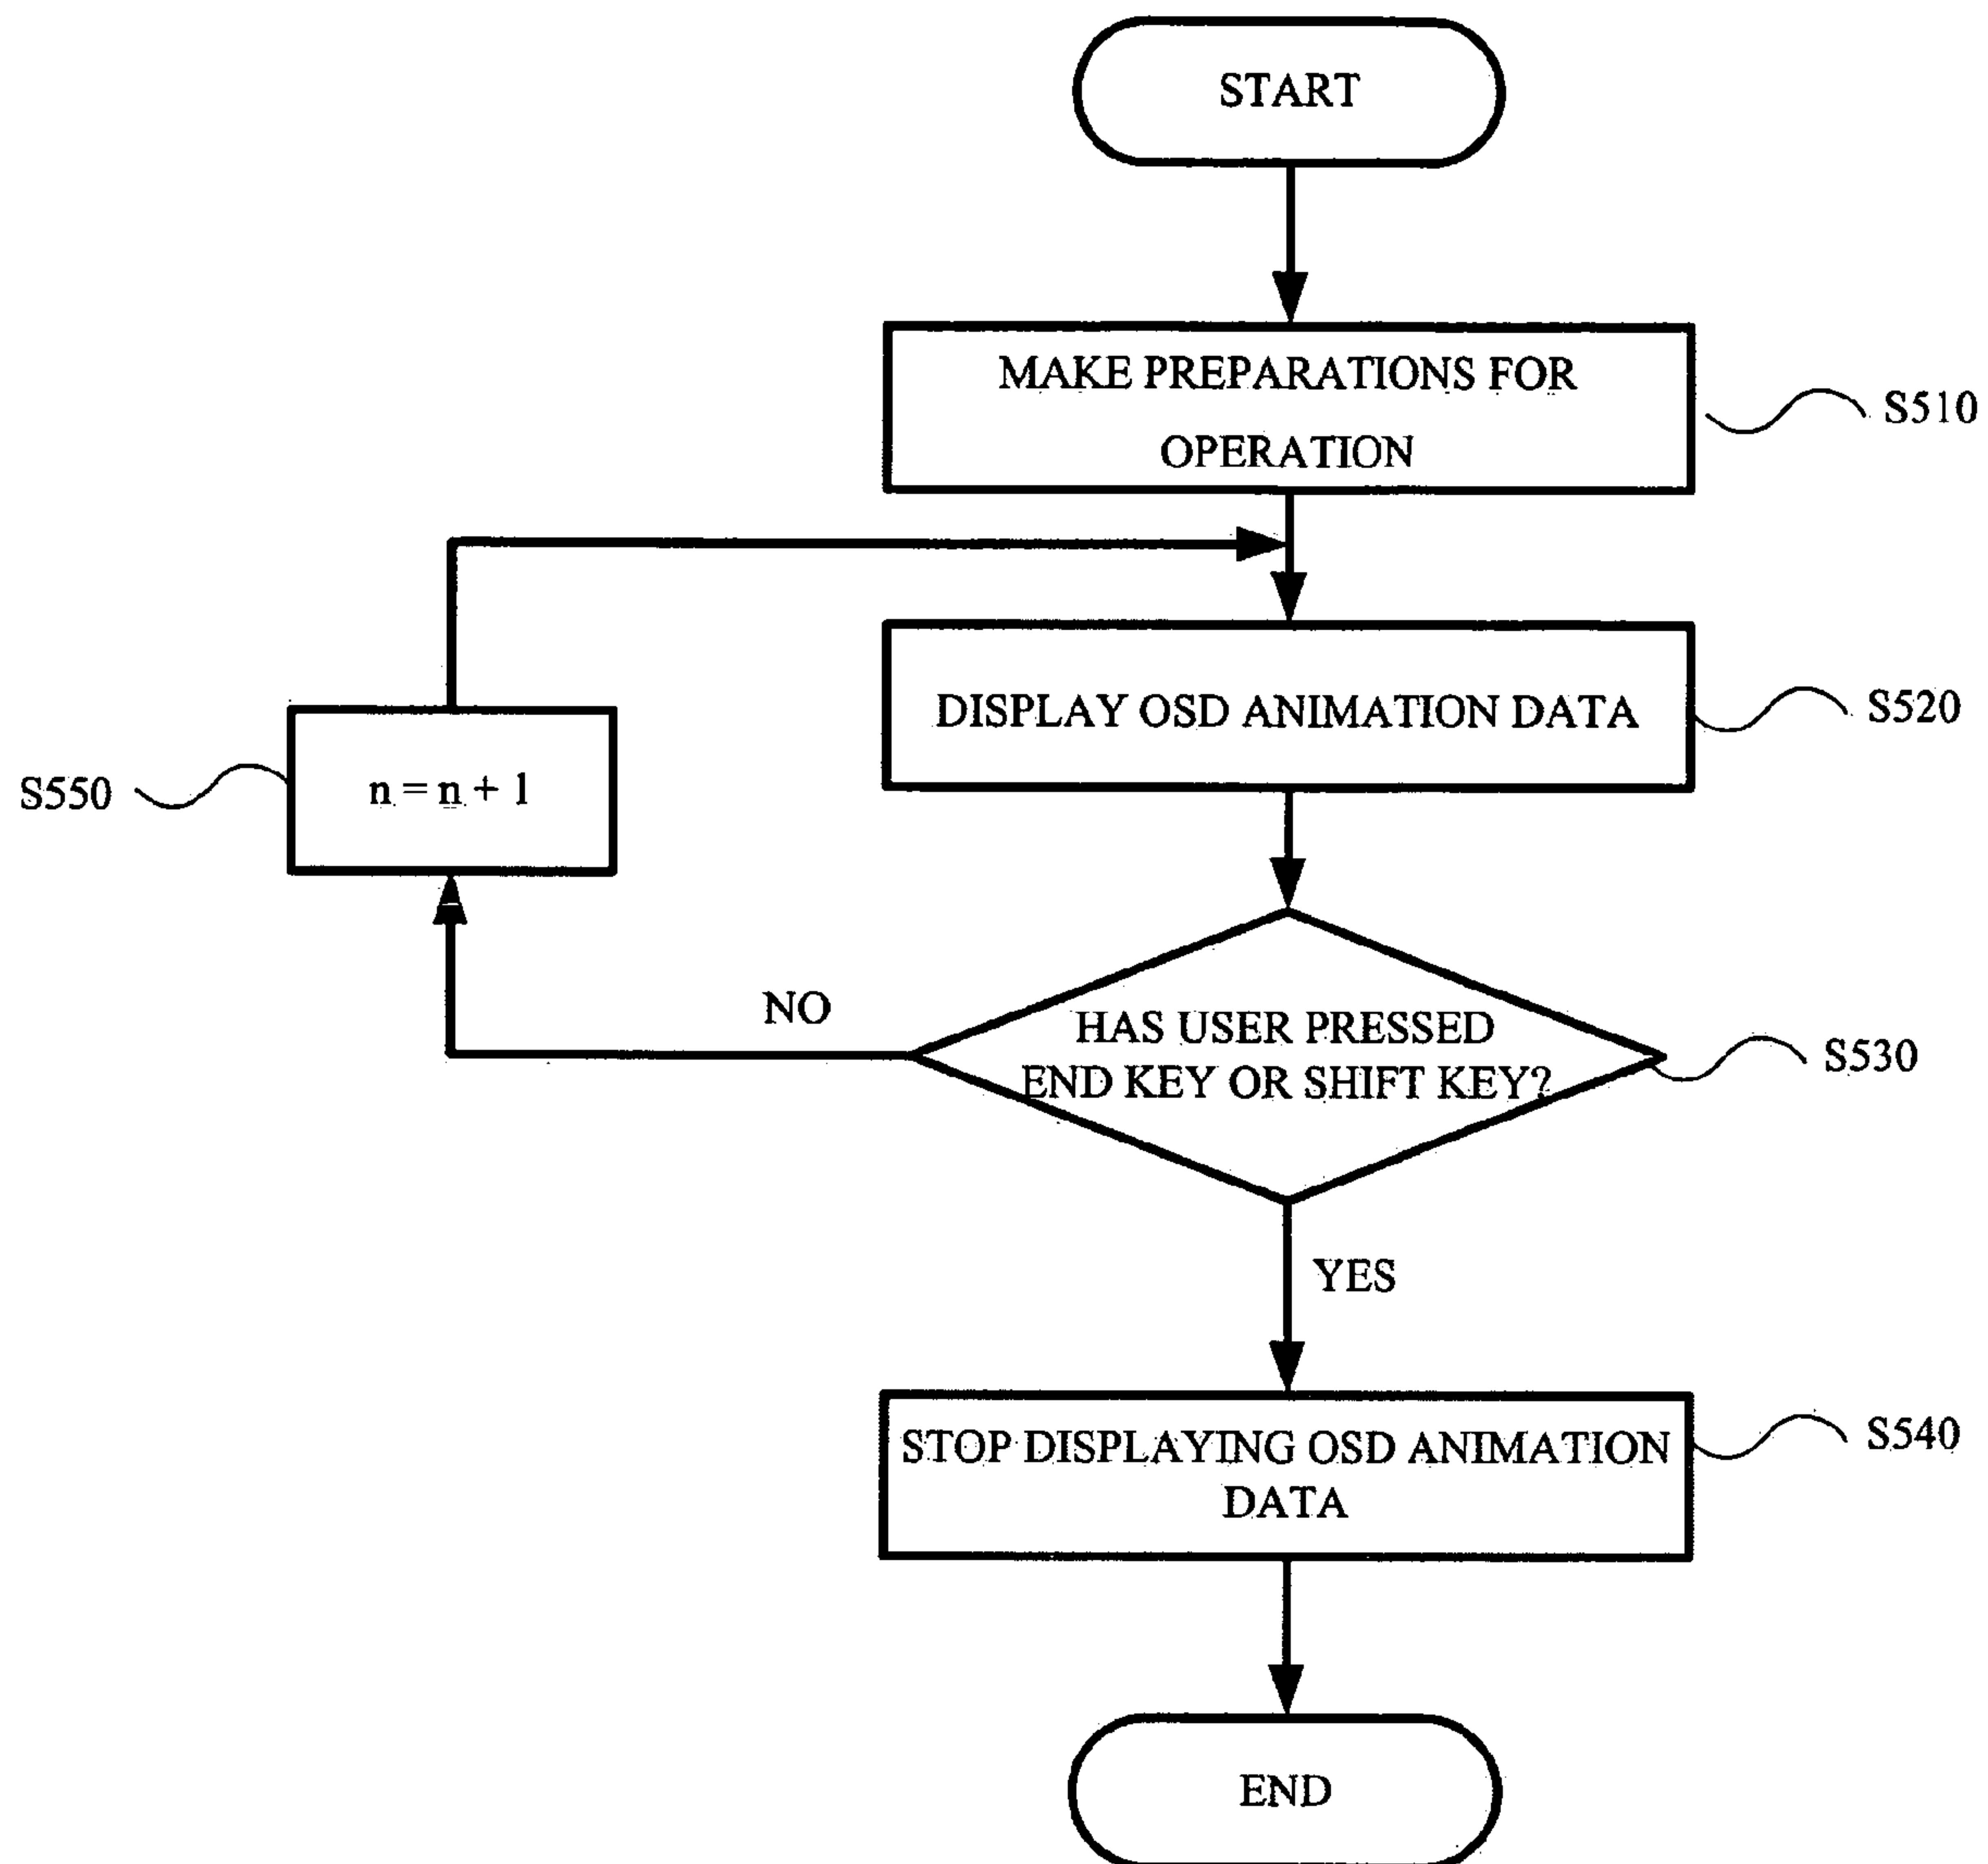 START
MAKE PREPARATIONS FOR
OPERATION
S510
DISPLAY OSD ANIMATION DATA
S520
S550
n = n + 1
NO
HAS USER PRESSED
END KEY OR SHIFT KEY?
S530
YES
STOP DISPLAYING OSD ANIMATION
DATA
S540
END